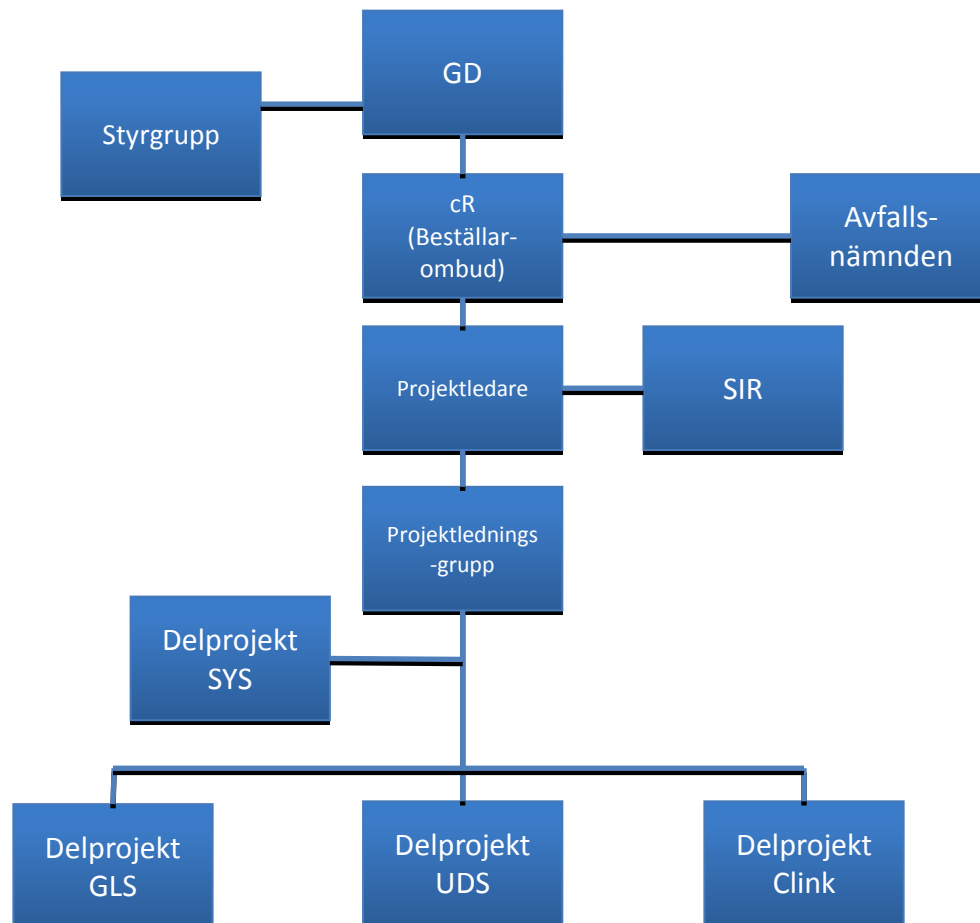 GD
Styrgrupp
cR
(Beställar-
ombud)
Avfalls-
nämnden
Projektledare
SIR
Projektlednings
-grupp
Delprojekt
SYS
Delprojekt
GLS
Delprojekt
UDS
Delprojekt
Clink